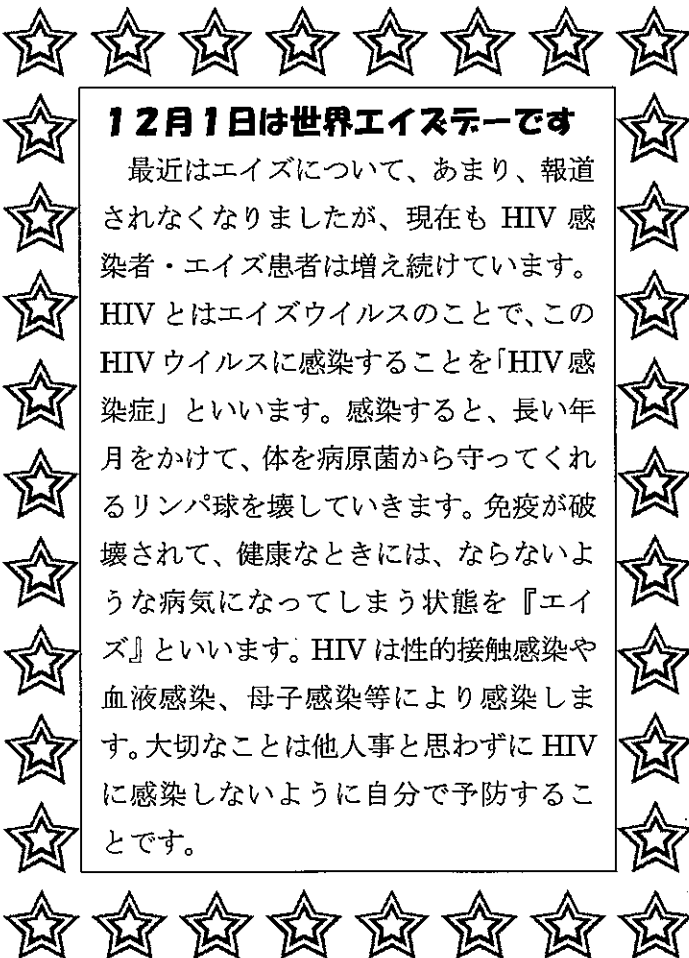 12月1日は世界エイズデーです
最近はエイズについて、あまり、報道
されなくなりましたが、現在も HIV 感
染者・エイズ患者は増え続けています。
HIV とはエイズウイルスのことで、この
HIV ウイルスに感染することを「HIV 感
染症」といいます。感染すると、長い年
月をかけて、体を病原菌から守ってくれ
るリンパ球を壊していきます。免疫が破
壊されて、健康なときには、ならないよ
うな病気になってしまう状態を『エイ
ズ』といいます。HIV は性的接触感染や
血液感染、母子感染等により感染しま
す。大切なことは他人事と思わずに HIV
に感染しないように自分で予防するこ
とです。